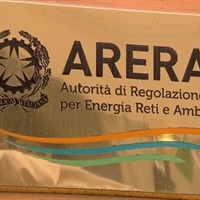 ARERA
Autorità di Regolazione
per Energia Reti e Amb